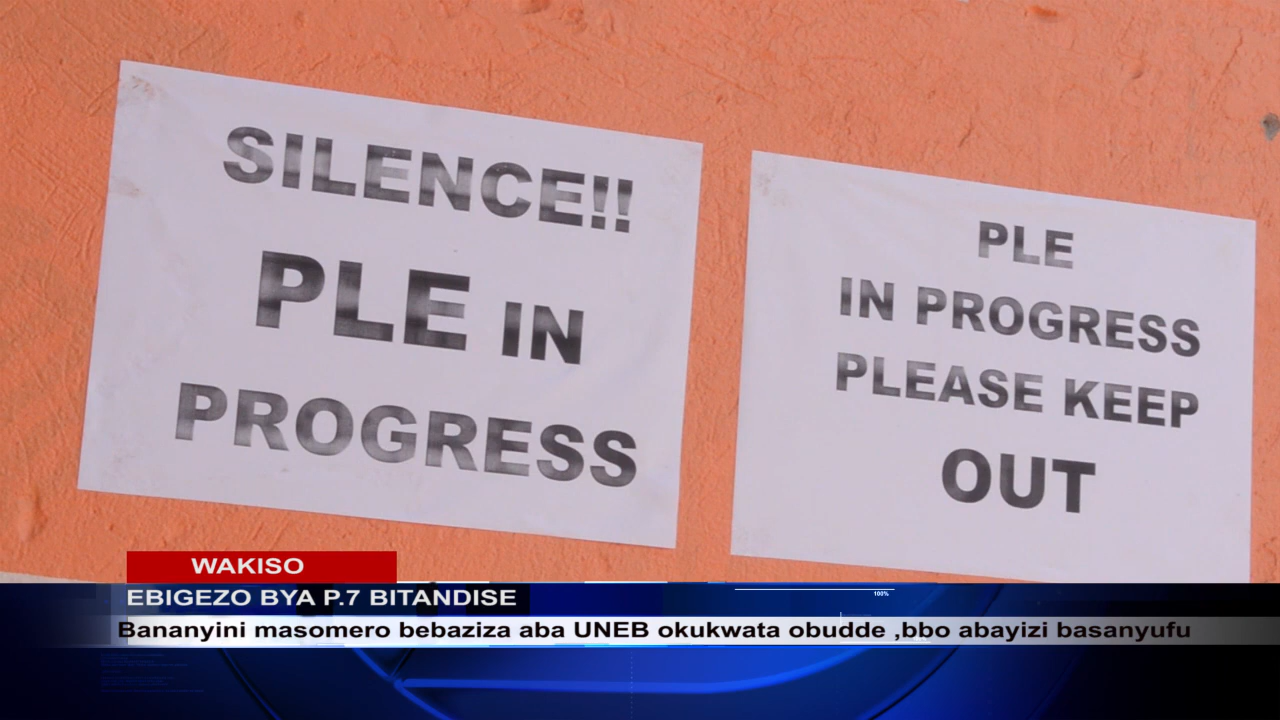 SILENCE!!
PLE IN
PROGRESS
PLE
IN PROGRESS
PLEASE KEEP
OUT
WAKISO
EBIGEZO BYA P.7 BITANDISE
100%
Bananyini masomero bebaziza aba UNEB okukwata obudde ,bbo abayizi basanyufu